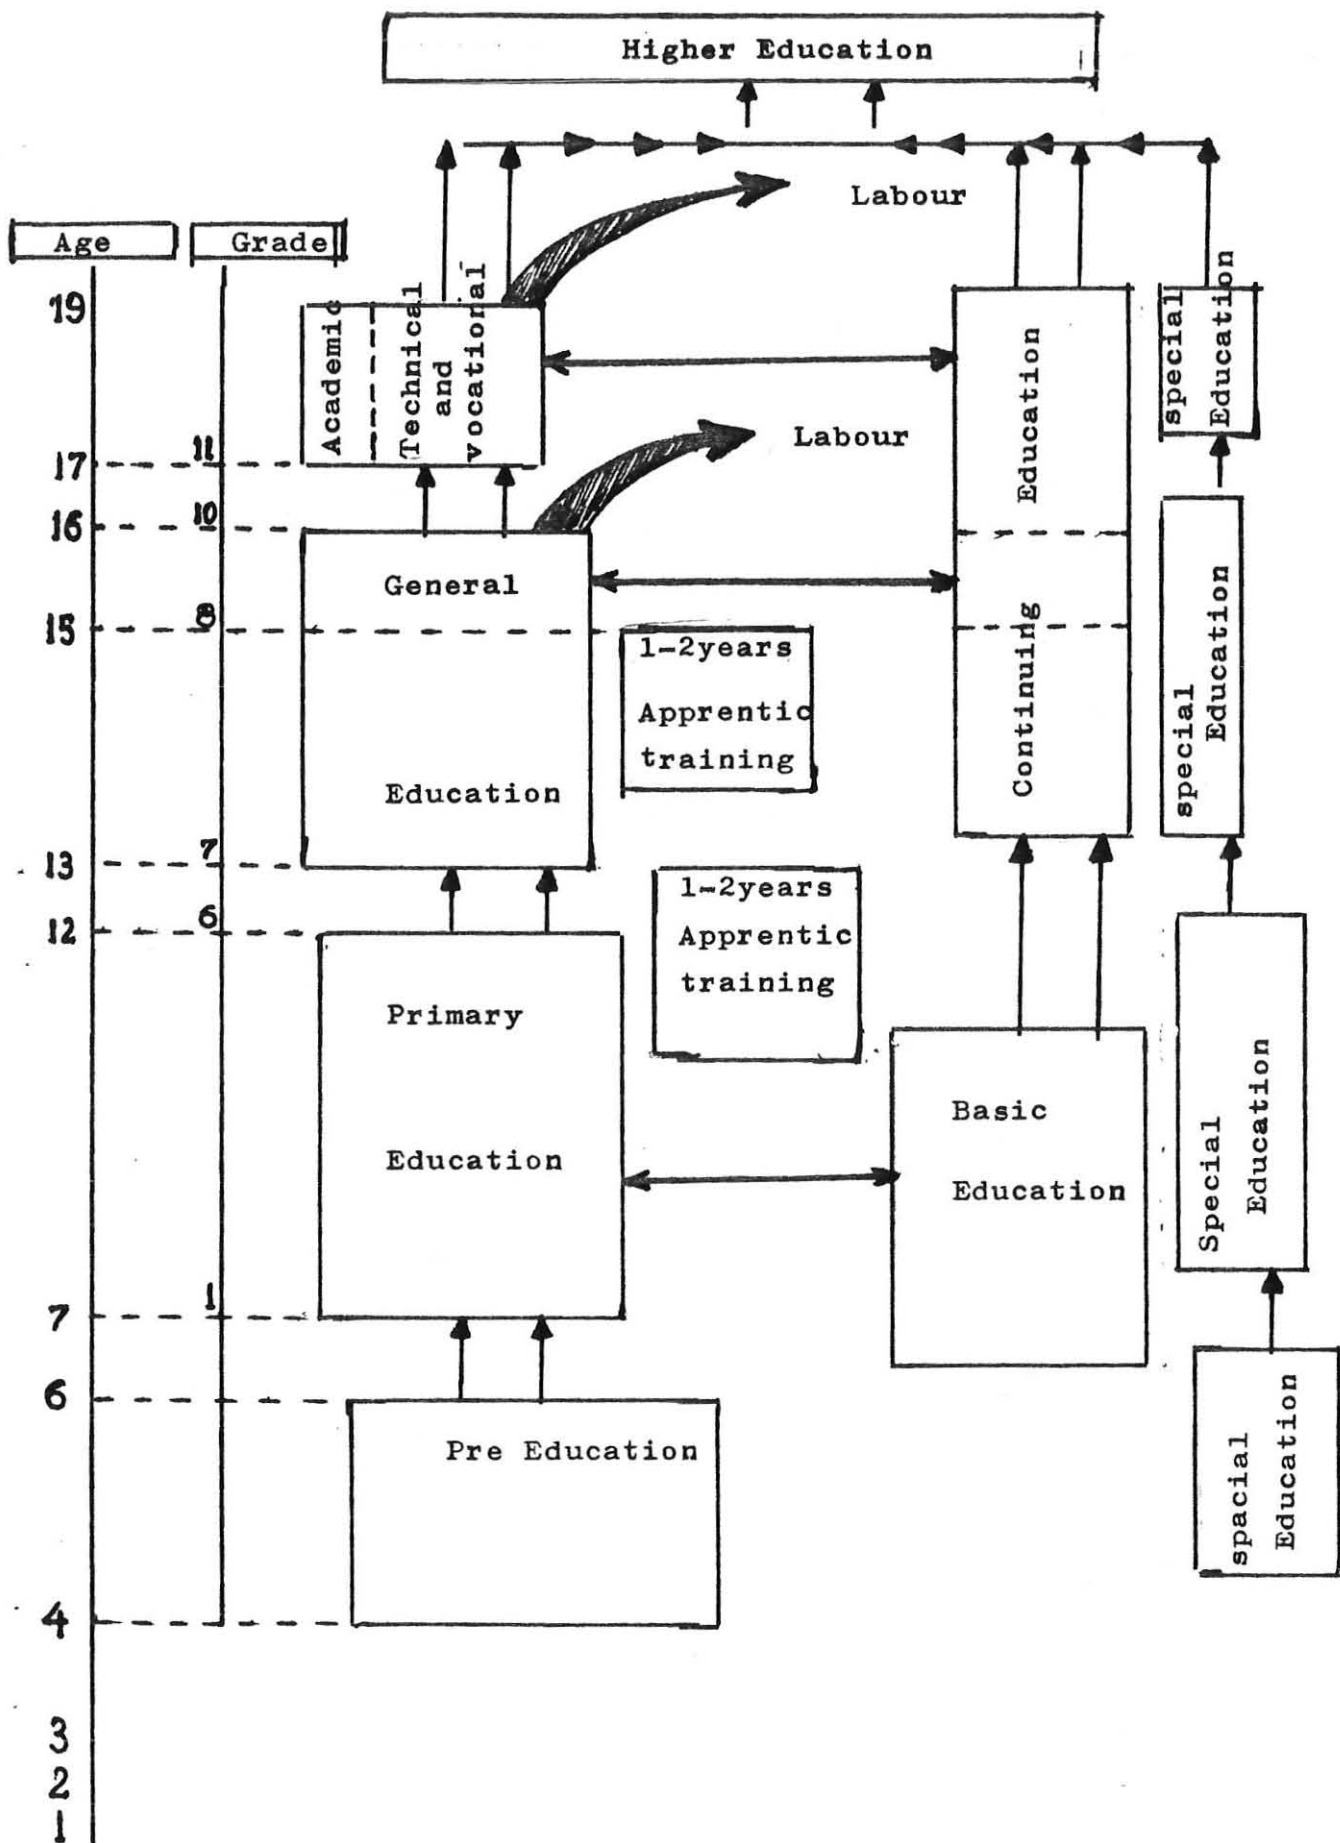 Higher Education
Labour
Age
Grade
19
Academic
Technical
and
vocational
special
Education
Labour
17
11
16
10
General
Education
15
8
1-2years
Apprentic
training
Continuing Education
special
Education
13
7
12
6
1-2years
Apprentic
training
Primary
Education
Basic
Education
Special
Education
7
1
6
Pre Education
spacial
Education
4
3
2
1